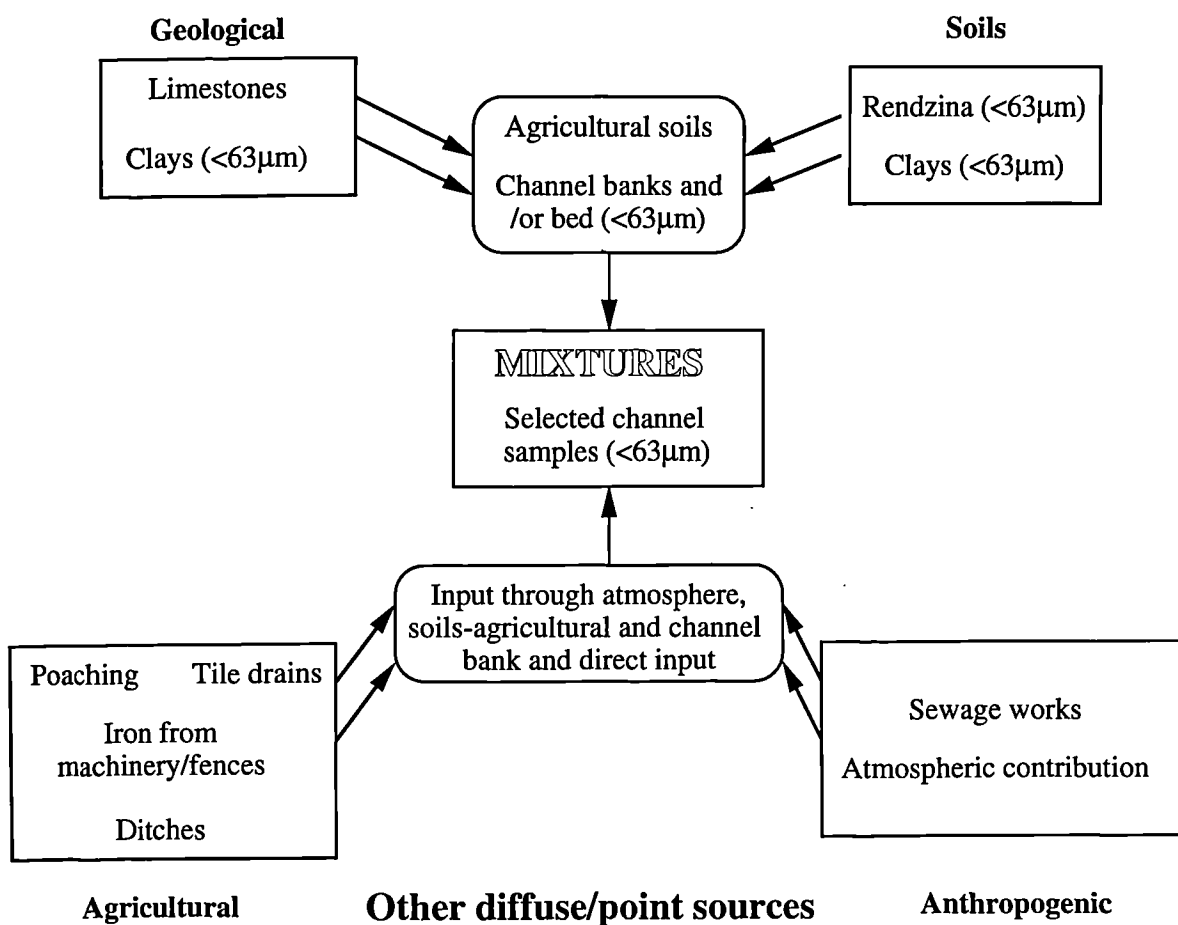 Geological
Soils
Limestones
Clays (<63μm)
Agricultural soils
Channel banks and
/or bed (<63μm)
Rendzina (<63μm)
Clays (<63μm)
MIXTURES
Selected channel
samples (<63μm)
Input through atmosphere,
soils-agricultural and channel
bank and direct input
Poaching Tile drains
Iron from
machinery/fences
Ditches
Sewage works
Atmospheric contribution
Agricultural
Other diffuse/point sources
Anthropogenic